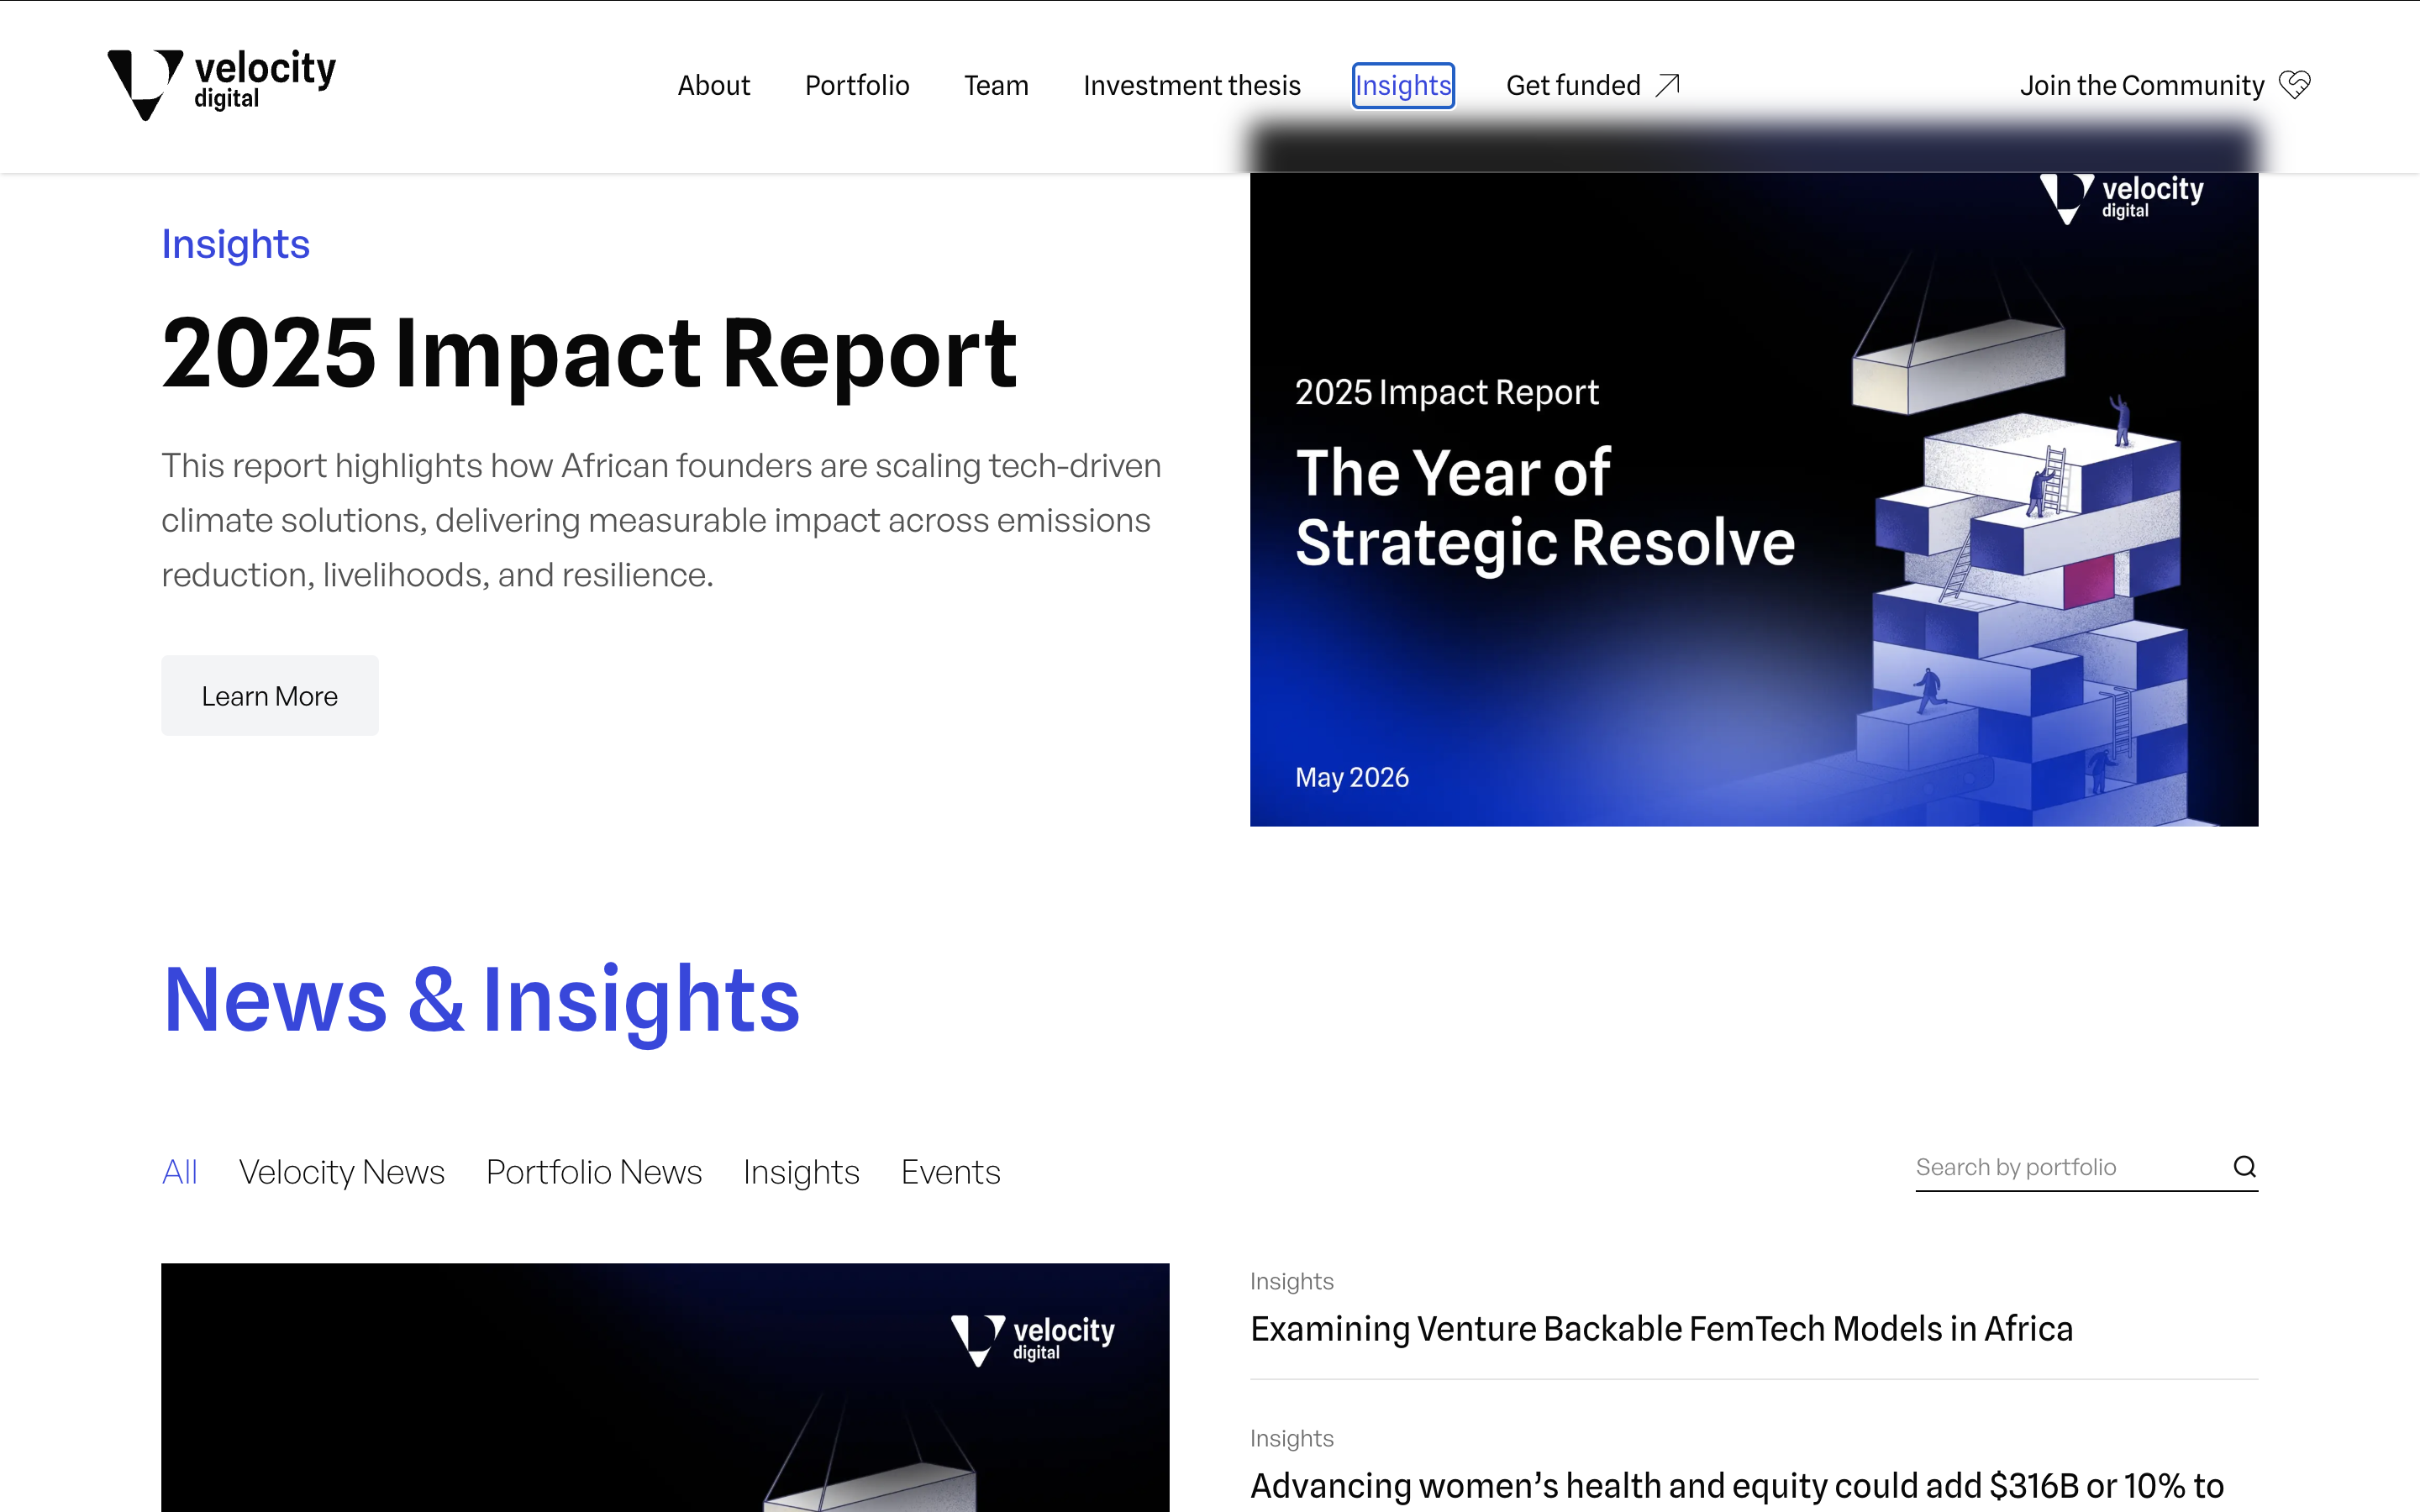 velocity
digital
About
Portfolio
Team
Investment thesis
Insights
Get funded
Join the Community
Insights
2025 Impact Report
This report highlights how African founders are scaling tech-driven
climate solutions, delivering measurable impact across emissions
reduction, livelihoods, and resilience.
Learn More
velocity
digital
2025 Impact Report
The Year of
Strategic Resolve
May 2026
News & Insights
All
Velocity News
Portfolio News
Insights
Events
Search by portfolio
velocity
digital
Insights
Examining Venture Backable FemTech Models in Africa
Insights
Advancing women’s health and equity could add $316B or 10% to